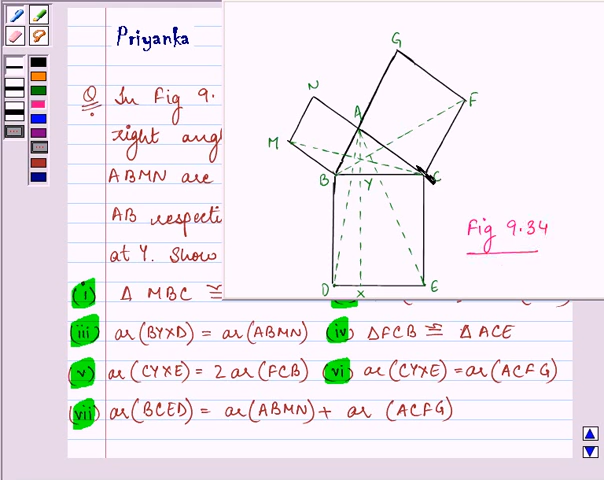 Priyanka
Q In Fig 9.
right ang
ABMN are
AB respecti
at Y. Show
(i) Δ MBC ≅
(iii) ar(BYXD) = ar(ABMN) (iv) ΔFCB ≅ Δ ACE
(v) ar(CYXE) = 2 ar(FCB) (vi) ar(CYXE) = ar(ACFG)
(vii) ar(BCED) = ar(ABMN) + ar (ACFG)
G
N
A
F
M
B
Y
C
Fig 9.34
D
X
E